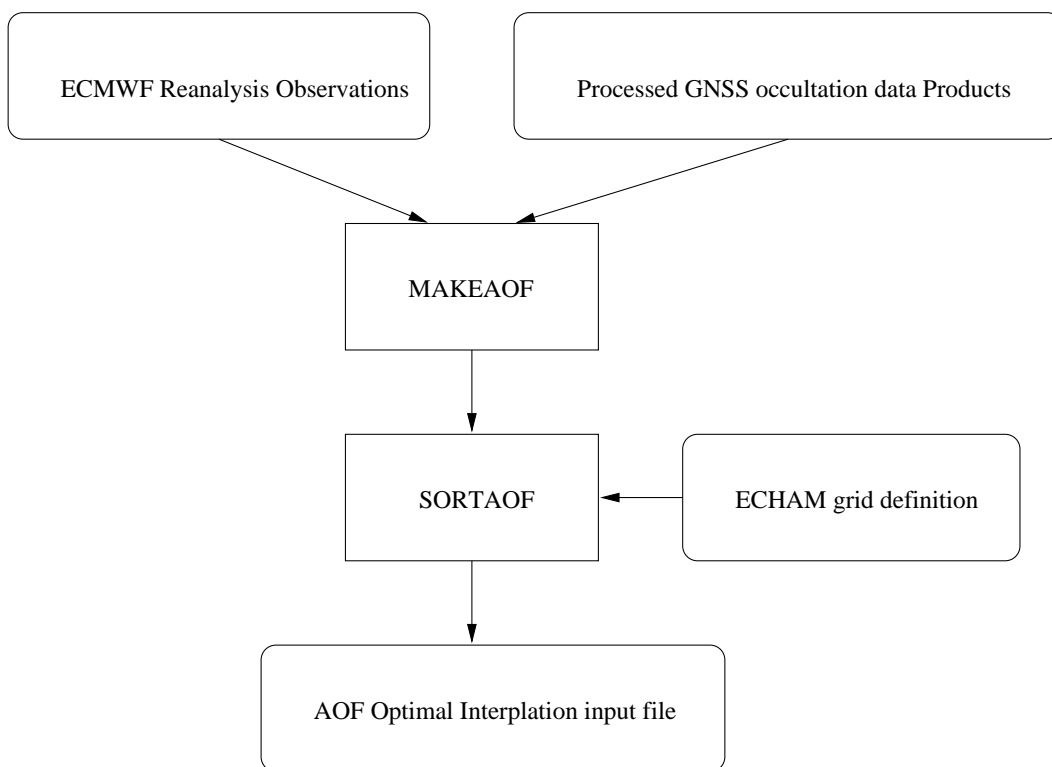 ECMWF Reanalysis Observations
Processed GNSS occultation data Products
MAKEAOF
SORTAOF
ECHAM grid definition
AOF Optimal Interplation input file